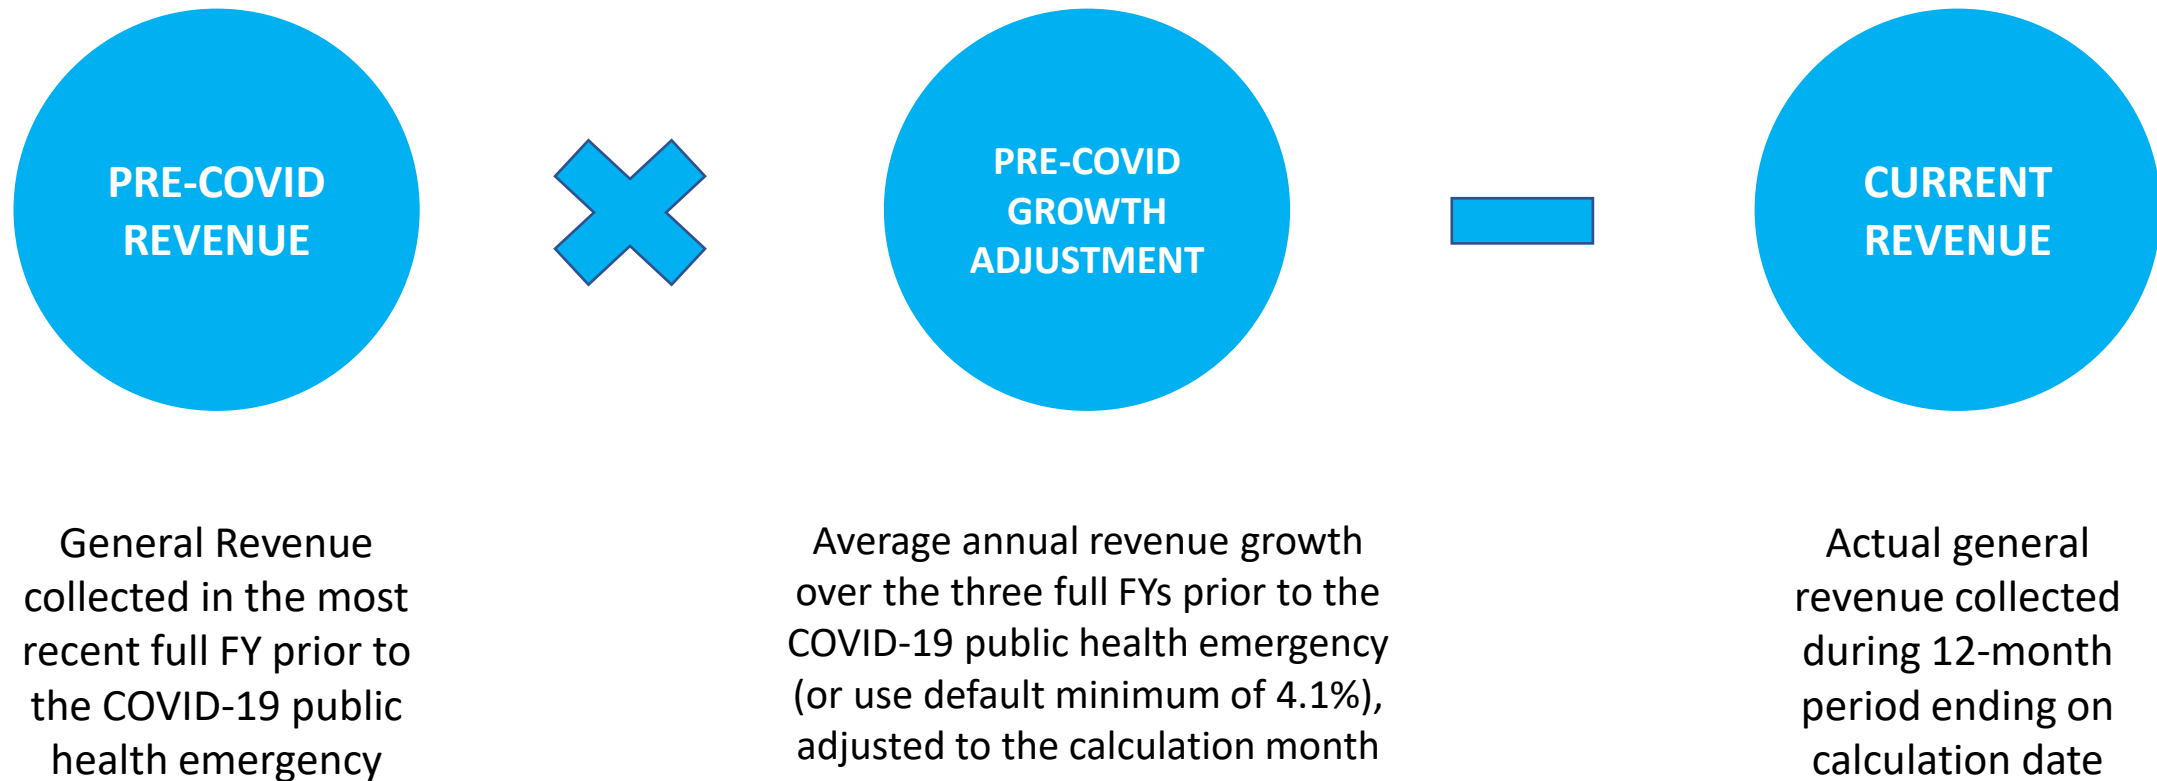 PRE-COVID
REVENUE
PRE-COVID
GROWTH
ADJUSTMENT
CURRENT
REVENUE
General Revenue
collected in the most
recent full FY prior to
the COVID-19 public
health emergency
Average annual revenue growth
over the three full FYs prior to the
COVID-19 public health emergency
(or use default minimum of 4.1%),
adjusted to the calculation month
Actual general
revenue collected
during 12-month
period ending on
calculation date